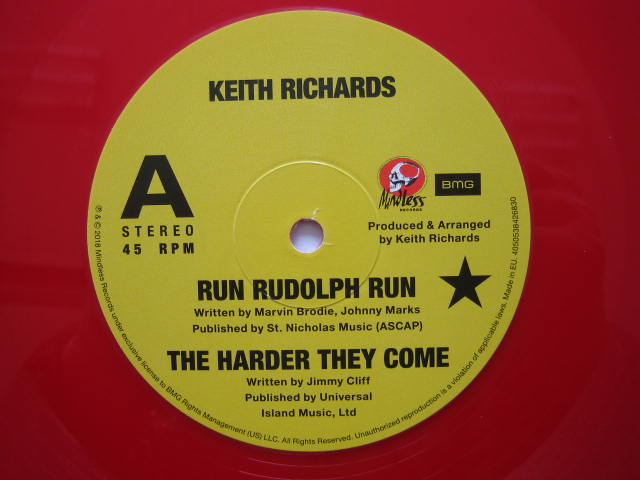 KEITH RICHARDS
A
STEREO
45 RPM
Mindless
RECORDS
BMG
Produced & Arranged
by Keith Richards
RUN RUDOLPH RUN
Written by Marvin Brodie, Johnny Marks
Published by St. Nicholas Music (ASCAP)
THE HARDER THEY COME
Written by Jimmy Cliff
Published by Universal
Island Music, Ltd
℗ & © 2018 Mindless Records under exclusive license to BMG Rights Management (US) LLC. All Rights Reserved. Unauthorized reproduction is a violation of applicable laws. Made in EU. 4050538426830